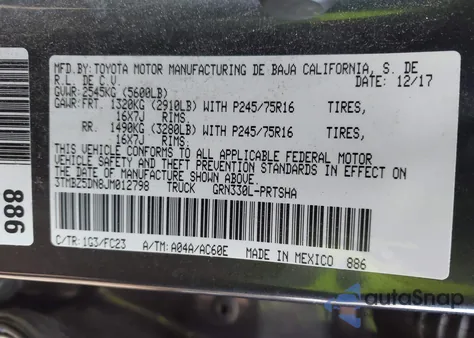 MFD.BY:TOYOTA MOTOR MANUFACTURING DE BAJA CALIFORNIA, S. DE
R.L. DE C.V. DATE: 12/17
GVWR:2545KG (5600LB)
GAWR:FRT. 1320KG (2910LB) WITH P245/75R16 TIRES,
16X7J RIMS.
RR. 1490KG (3280LB) WITH P245/75R16 TIRES,
16X7J RIMS.
THIS VEHICLE CONFORMS TO ALL APPLICABLE FEDERAL MOTOR
VEHICLE SAFETY AND BUMPER STANDARDS IN EFFECT ON
THE DATE OF MANUFACTURE SHOWN ABOVE.
3TMBZ5DN8JM012798 TRUCK GRN330L-PRTSHA
C/TR:1G3/FC23 A/TM:A04A/AC60E MADE IN MEXICO 886
886
autoSnap